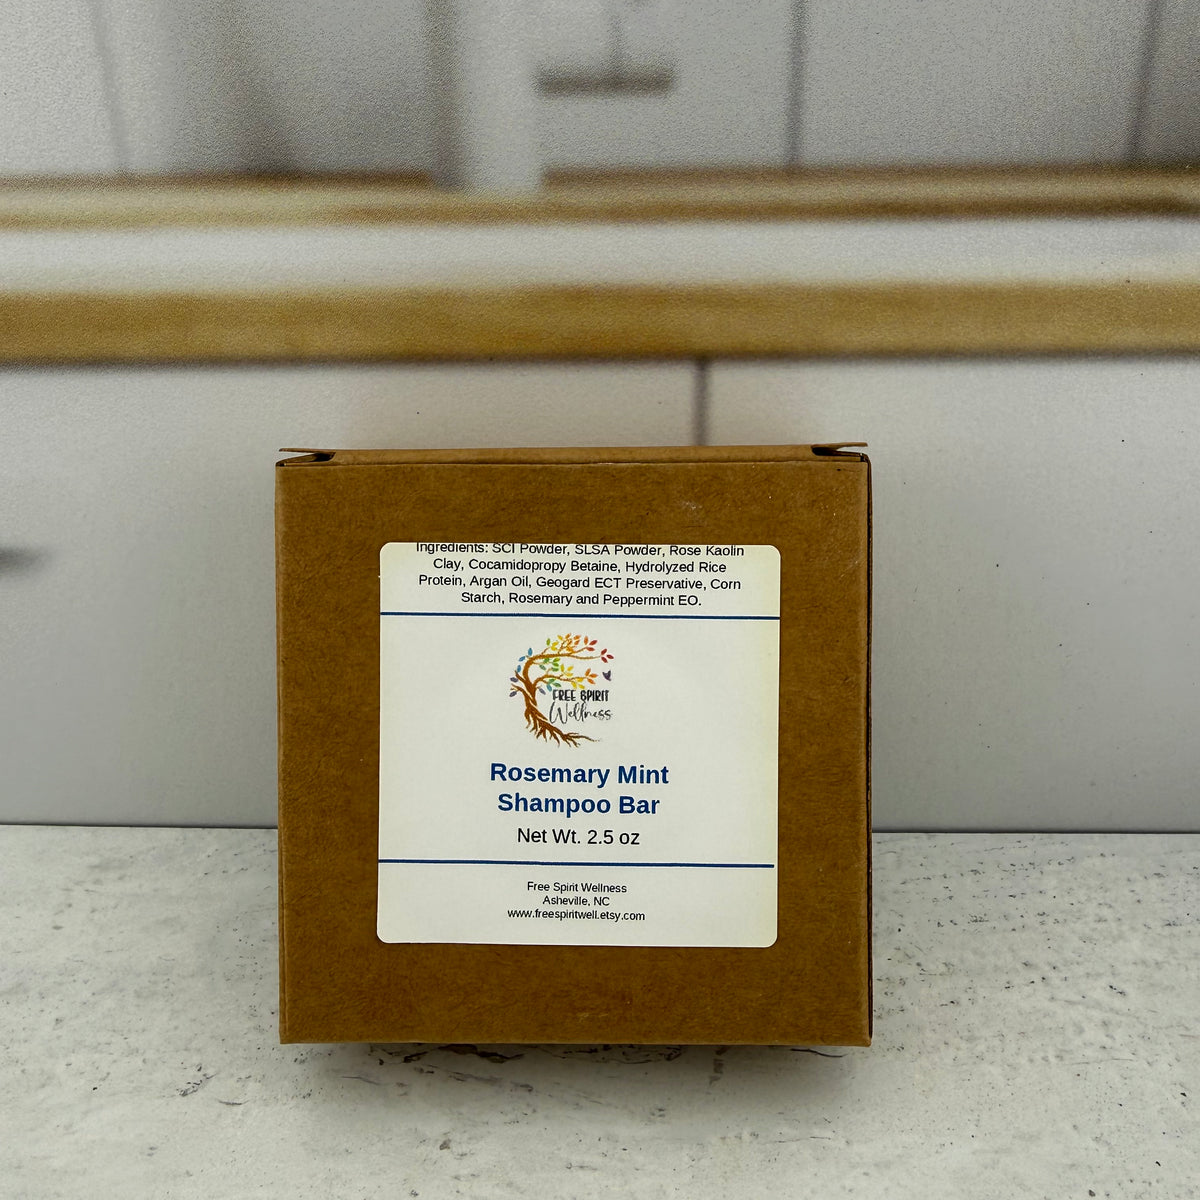 Ingredients: SCI Powder, SLSA Powder, Rose Kaolin
Clay, Cocamidopropy Betaine, Hydrolyzed Rice
Protein, Argan Oil, Geogard ECT Preservative, Corn
Starch, Rosemary and Peppermint EO.
FREE SPIRIT
Wellness
Rosemary Mint
Shampoo Bar
Net Wt. 2.5 oz
Free Spirit Wellness
Asheville, NC
www.freespiritwell.etsy.com